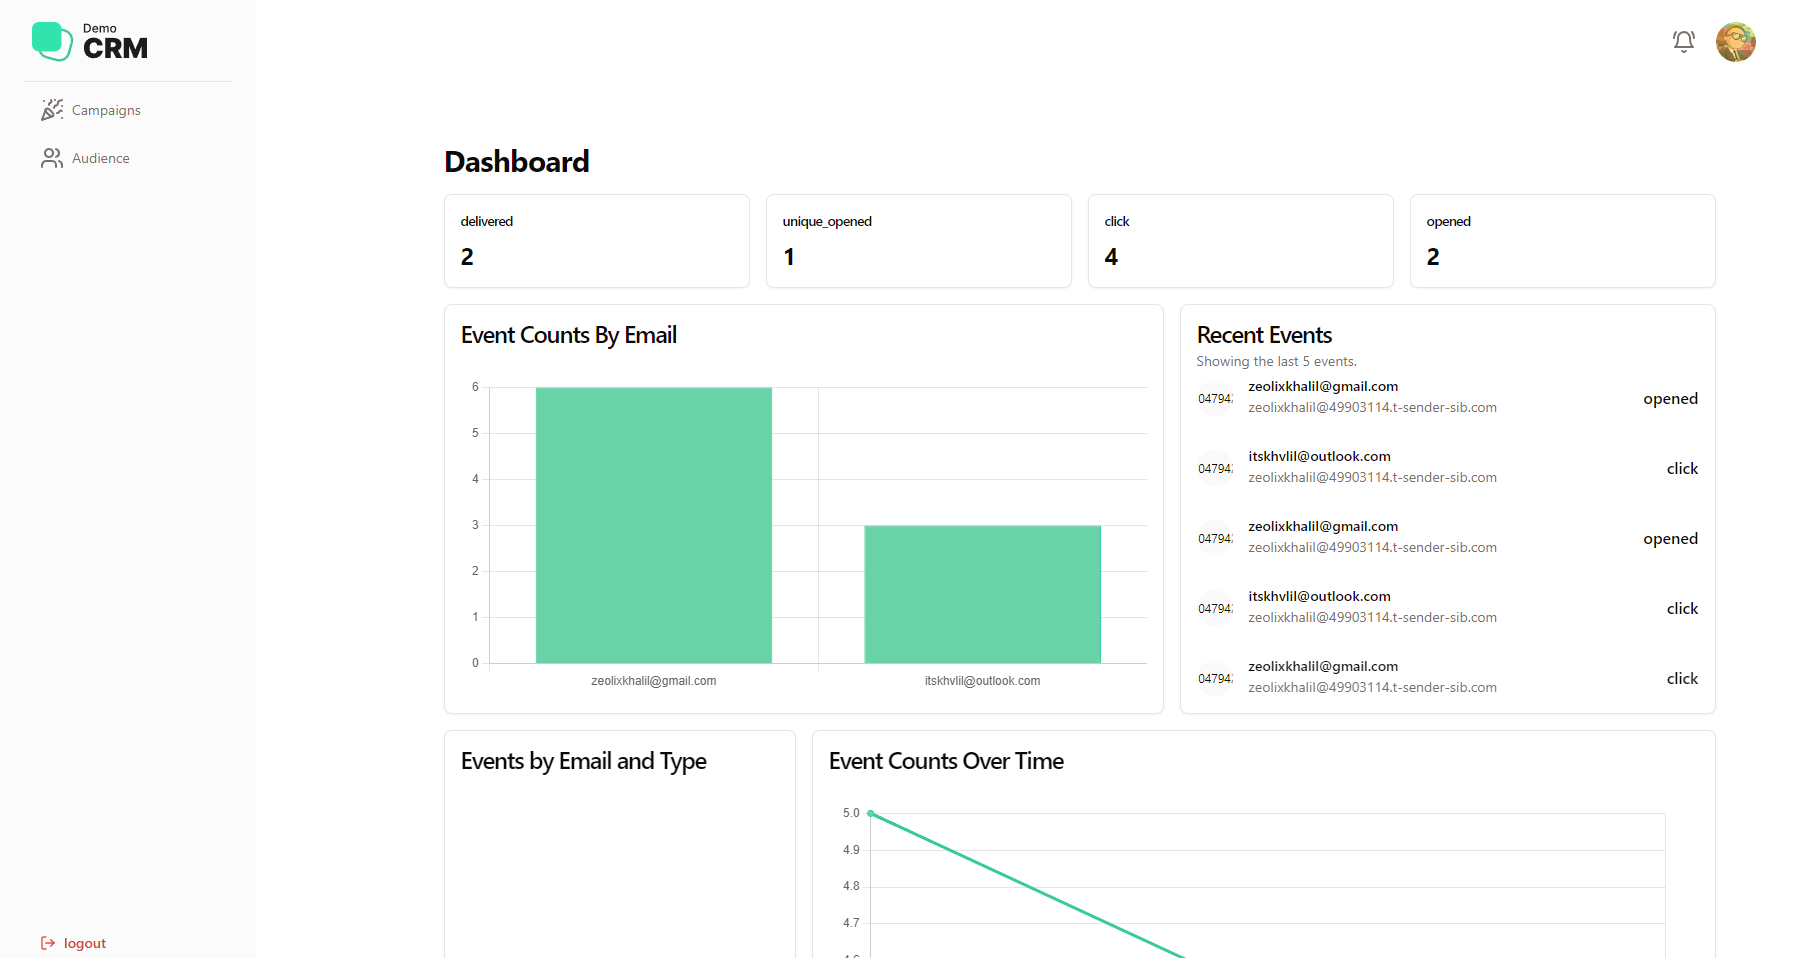 Demo
CRM
Campaigns
Audience
logout
Dashboard
delivered
2
unique_opened
1
click
4
opened
2
Event Counts By Email
6
5
4
3
2
1
0
zeolixkhalil@gmail.com
itskhvlil@outlook.com
Recent Events
Showing the last 5 events.
04794
zeolixkhalil@gmail.com
zeolixkhalil@49903114.t-sender-sib.com
opened
04794
itskhvlil@outlook.com
zeolixkhalil@49903114.t-sender-sib.com
click
04794
zeolixkhalil@gmail.com
zeolixkhalil@49903114.t-sender-sib.com
opened
04794
itskhvlil@outlook.com
zeolixkhalil@49903114.t-sender-sib.com
click
04794
zeolixkhalil@gmail.com
zeolixkhalil@49903114.t-sender-sib.com
click
Events by Email and Type
Event Counts Over Time
5.0
4.9
4.8
4.7